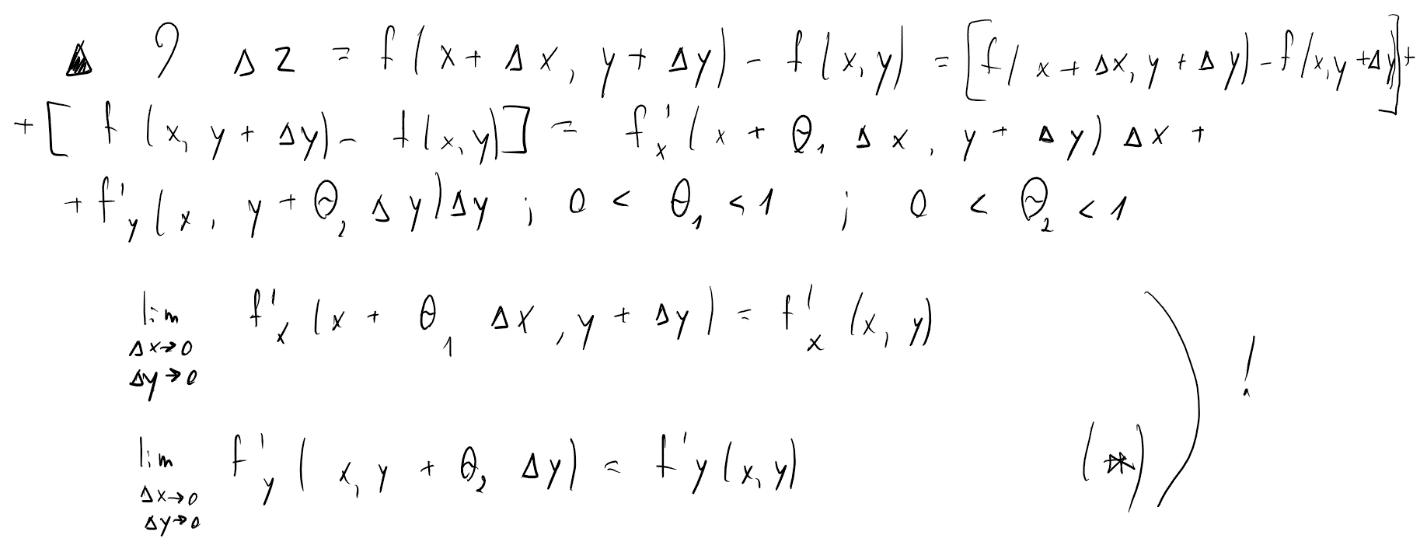 ▲ ? Δz = f(x + Δx, y + Δy) - f(x, y) = [f(x + Δx, y + Δy) - f(x, y + Δy)] +
+ [f(x, y + Δy) - f(x, y)] = f'ₓ(x + θ₁ Δx, y + Δy) Δx +
+ f'y(x, y + θ₂ Δy)Δy ; 0 < θ₁ < 1 ; 0 < θ₂ < 1
lim f'ₓ(x + θ₁ Δx, y + Δy) = f'ₓ(x, y)
Δx→0
Δy→0
!
lim f'y(x, y + θ₂ Δy) = f'y(x, y) (**)
Δx→0
Δy→0